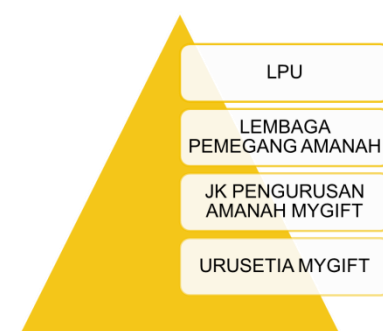 LPU
LEMBAGA
PEMEGANG AMANAH
JK PENGURUSAN
AMANAH MYGIFT
URUSETIA MYGIFT